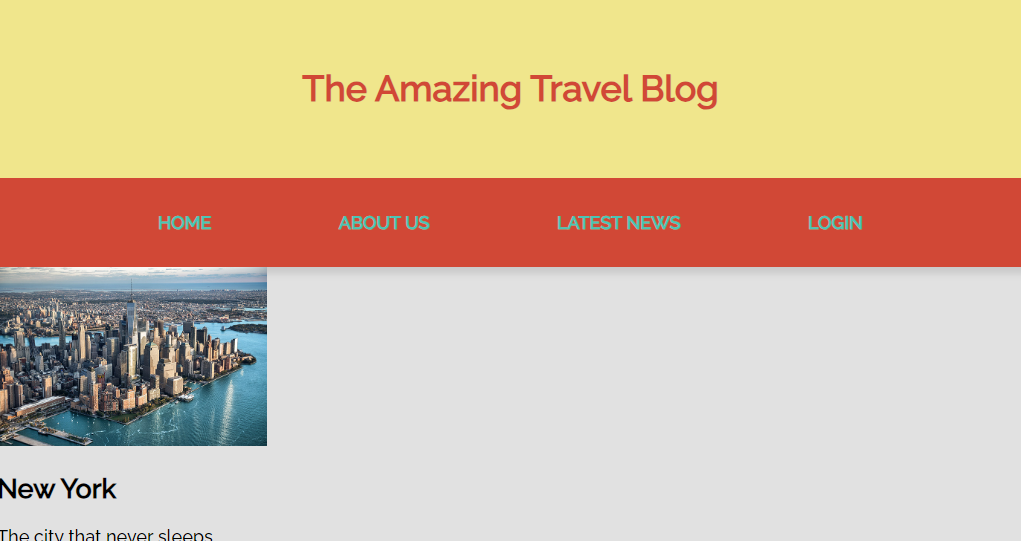 The Amazing Travel Blog
HOME ABOUT US LATEST NEWS LOGIN
New York
The city that never sleeps